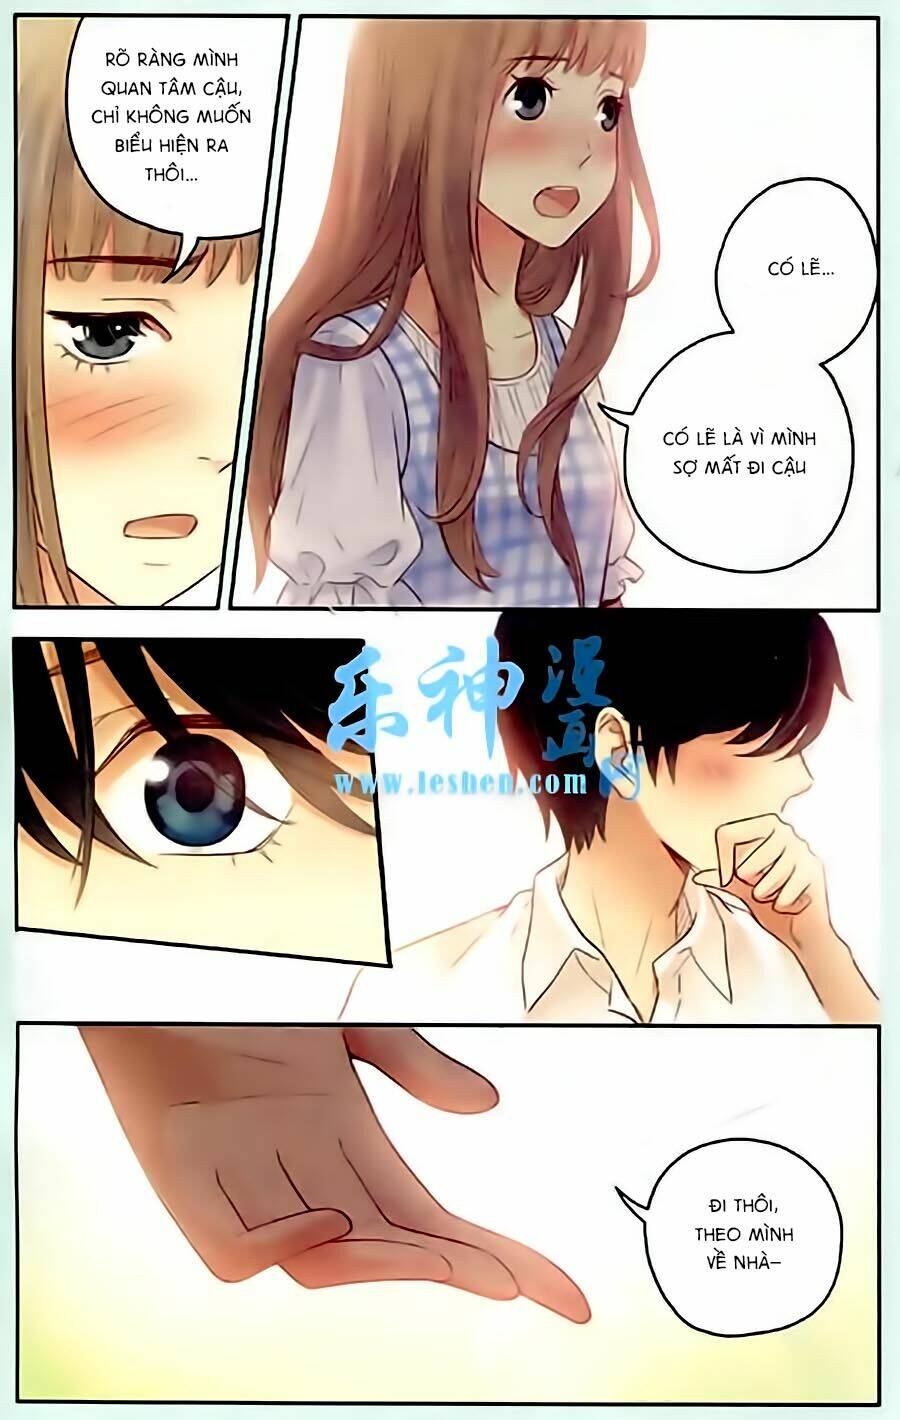 RÕ RÀNG MÌNH
QUAN TÂM CẬU,
CHỈ KHÔNG MUỐN
BIỂU HIỆN RA
THÔI...
CÓ LẼ...
CÓ LẼ LÀ VÌ MÌNH
SỢ MẤT ĐI CẬU
乐神漫画网
www.leshen.com
ĐI THÔI,
THEO MÌNH
VỀ NHÀ–